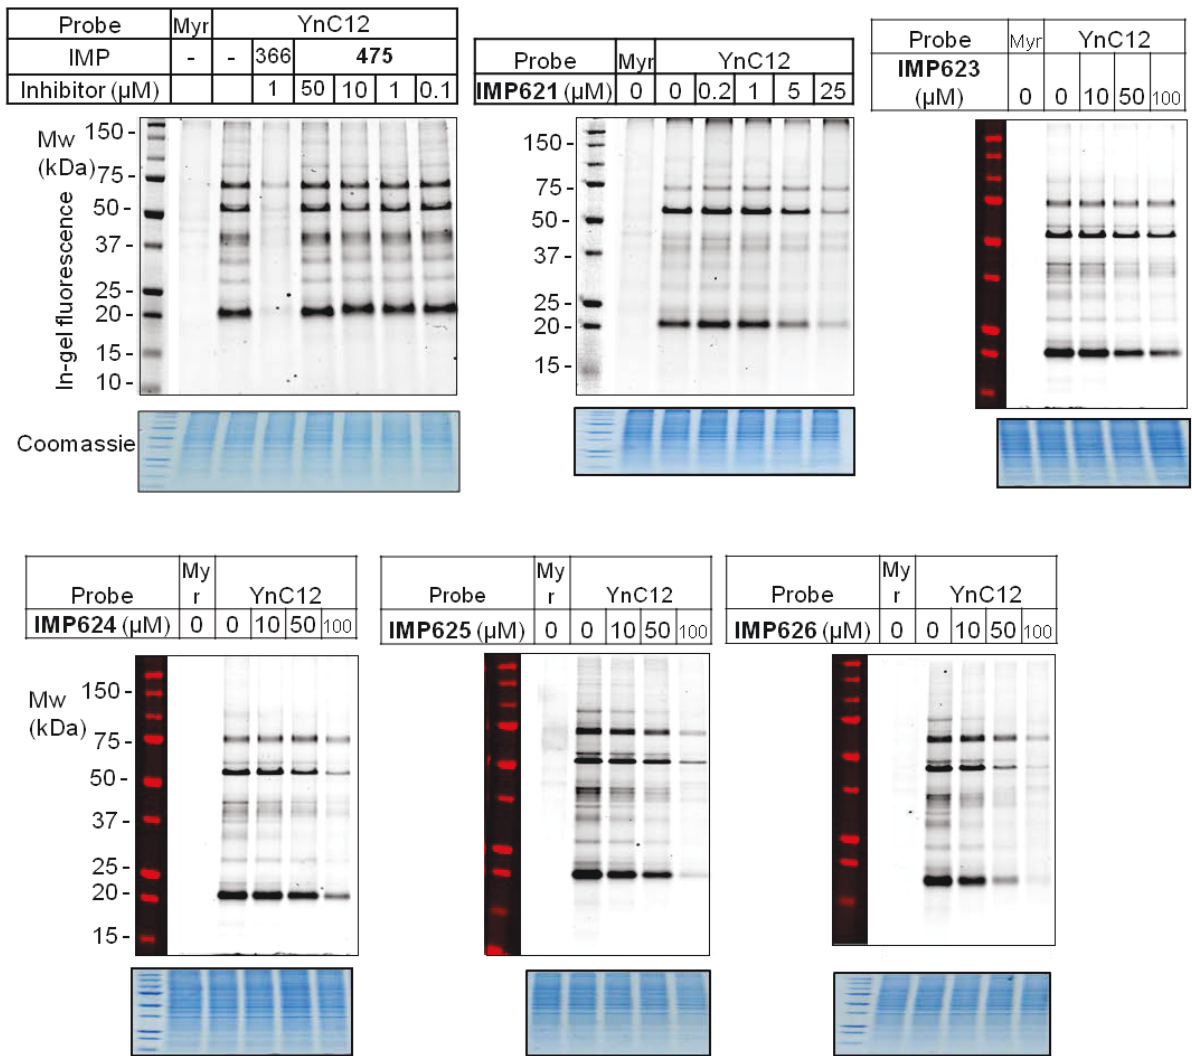 Probe Myr YnC12
IMP - - 366 475
Inhibitor (µM) 1 50 10 1 0.1
Mw
(kDa)
150 -
75 -
50 -
37 -
25 -
20 -
15 -
10 -
In-gel fluorescence
Coomassie
Probe Myr YnC12
IMP621 (µM) 0 0 0.2 1 5 25
150 -
75 -
50 -
37 -
25 -
20 -
15 -
Probe Myr YnC12
IMP623
(µM) 0 0 10 50 100
Probe My
r YnC12
IMP624 (µM) 0 0 10 50 100
Mw
(kDa)
150 -
75 -
50 -
37 -
25 -
20 -
15 -
Probe My
r YnC12
IMP625 (µM) 0 0 10 50 100
Probe My
r YnC12
IMP626 (µM) 0 0 10 50 100